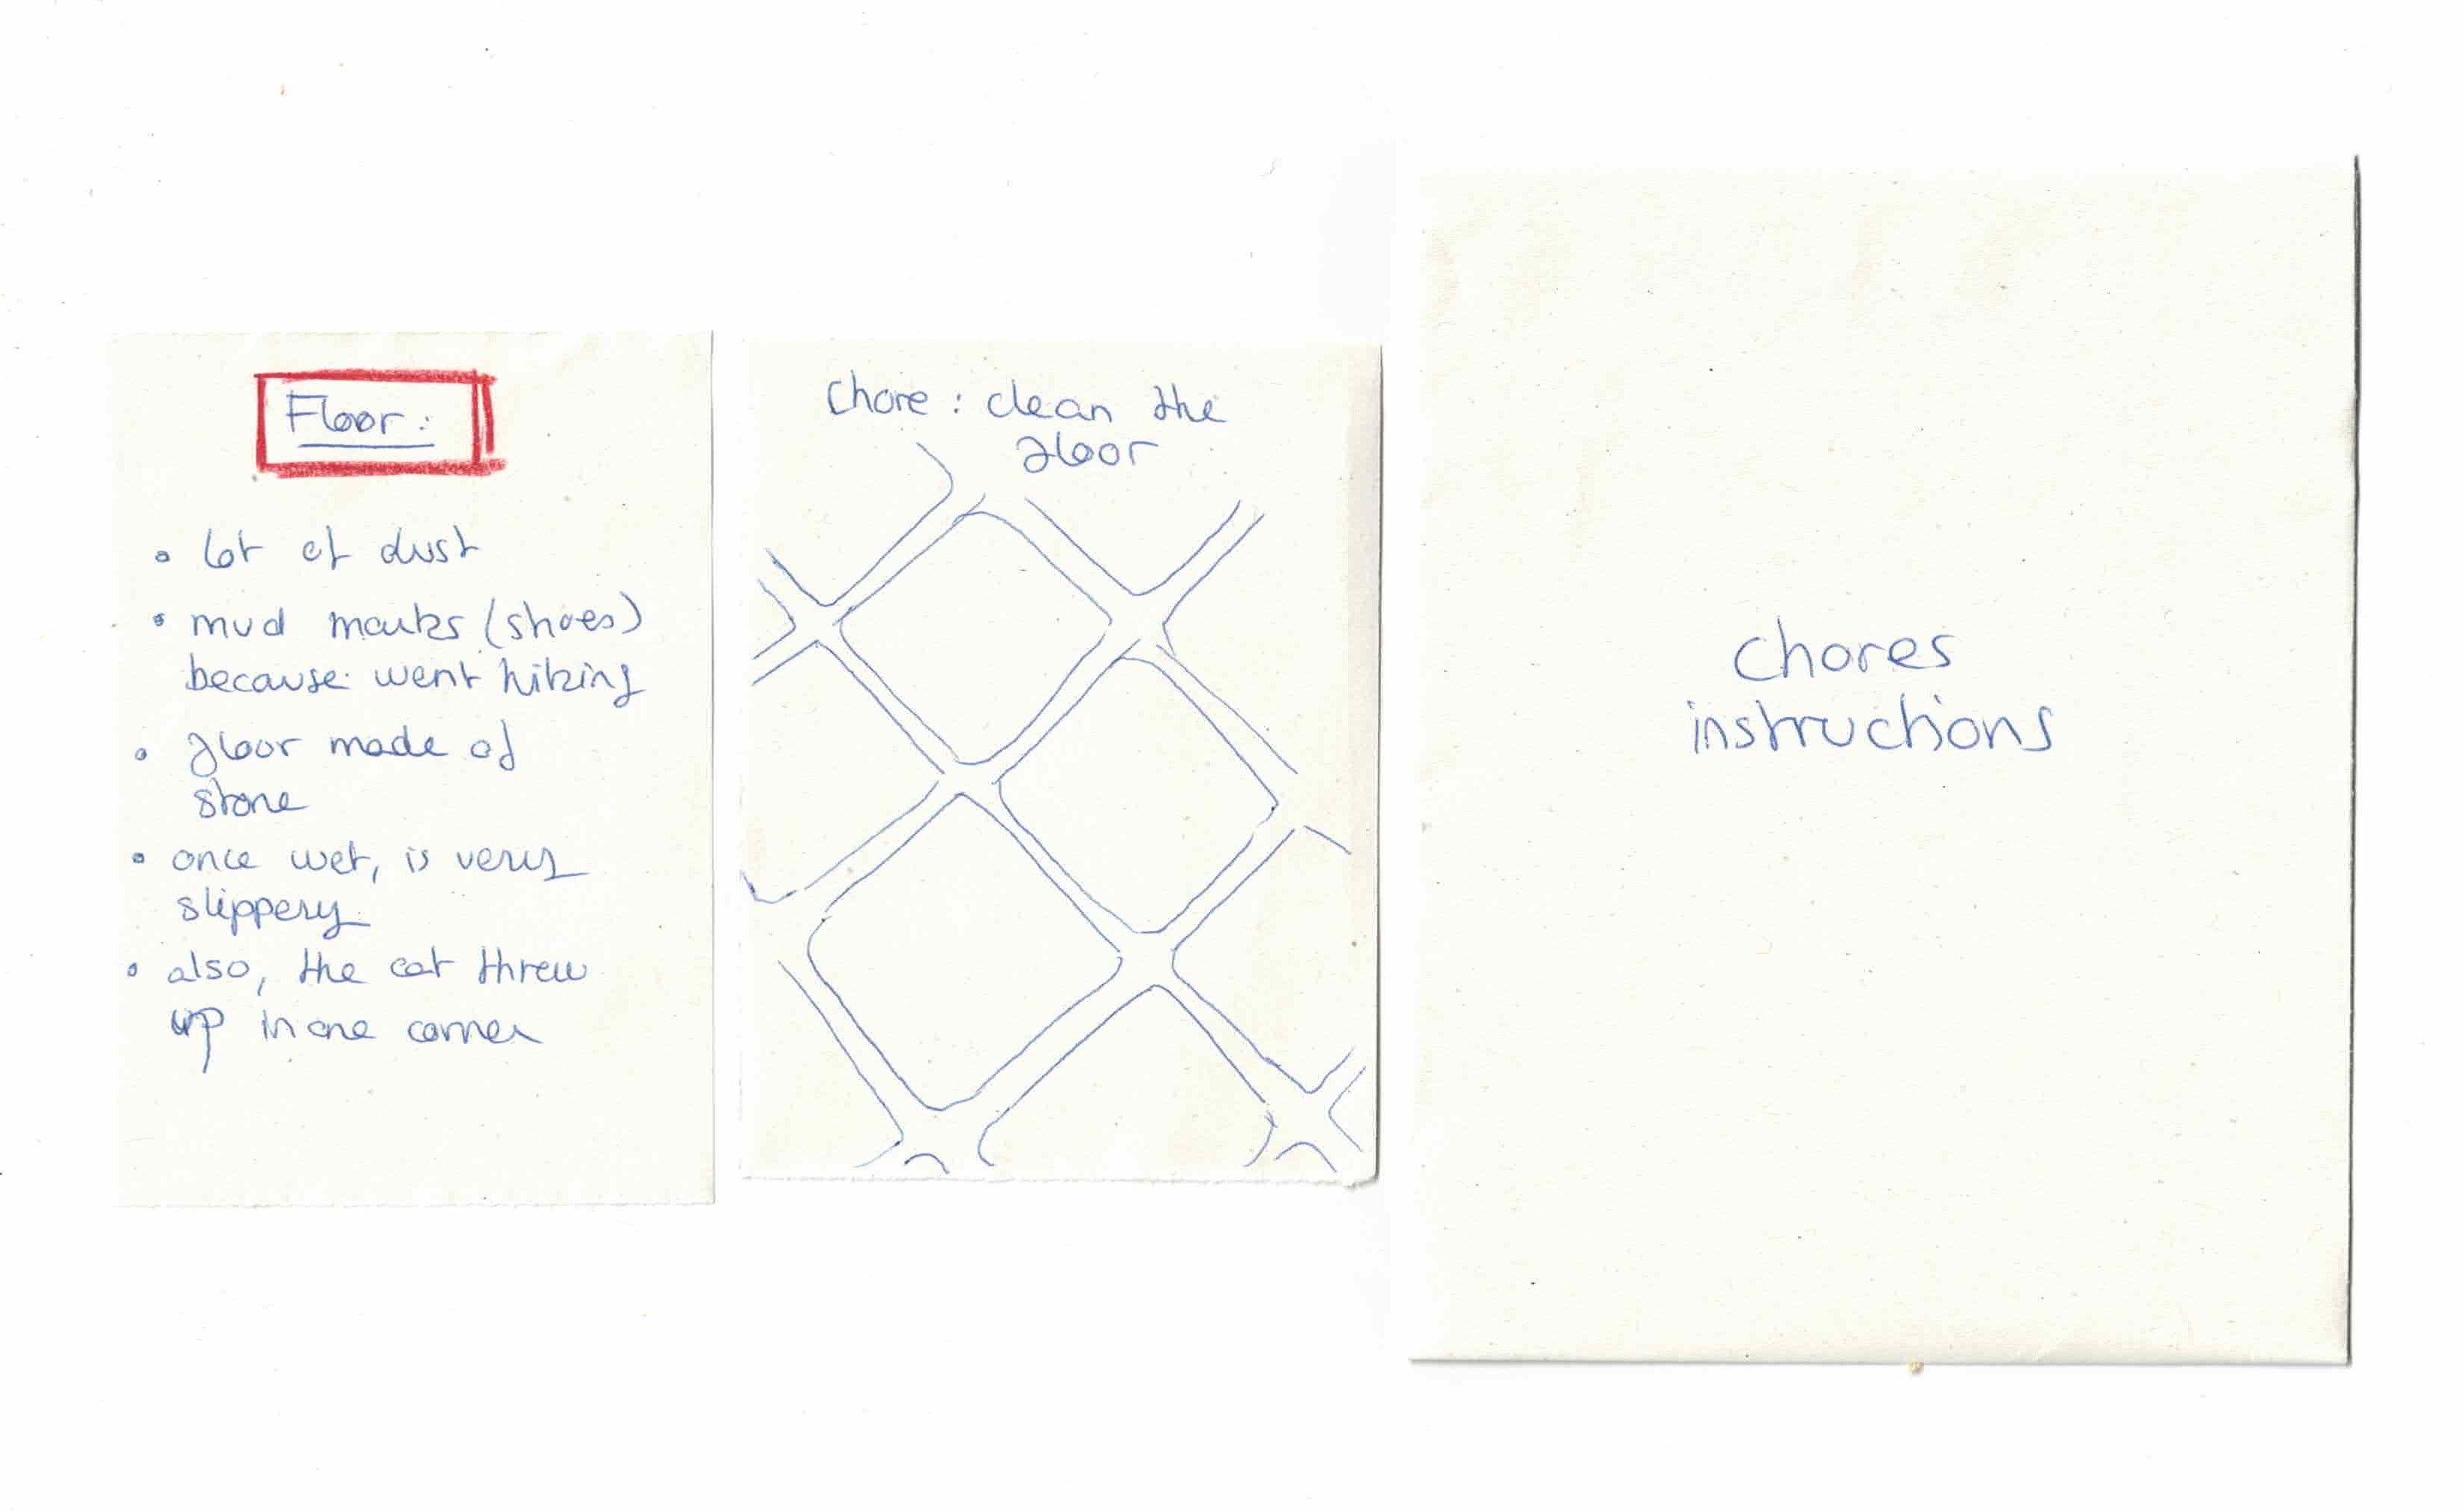 Floor:
• lot of dust
• mud marks (shoes)
because went hiking
• floor made of
stone
• once wet, is very
slippery
• also, the cat threw
up in one corner
Chore : clean the
floor
chores
instructions